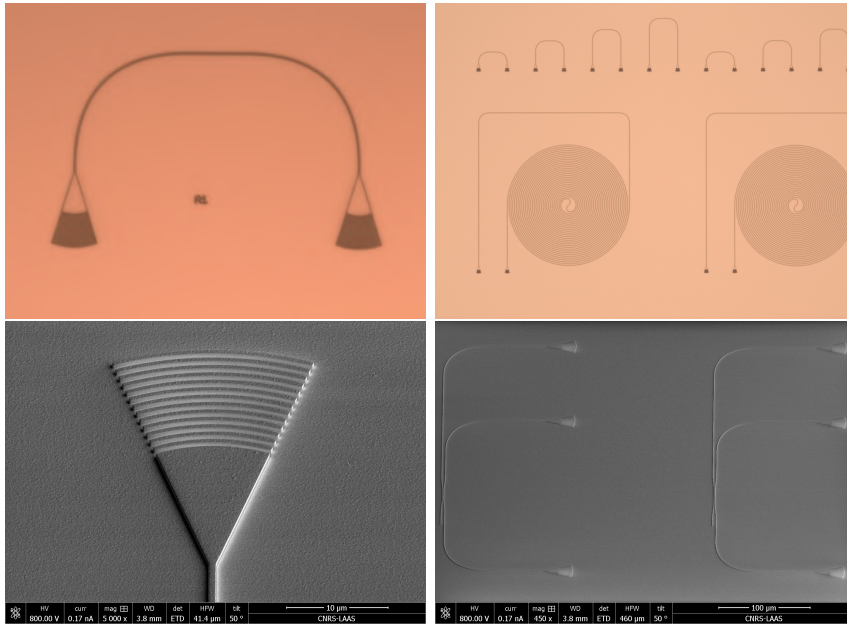 R1
HV curr mag WD det HFW tilt 10 µm
800.00 V 0.17 nA 5 000 x 3.8 mm ETD 41.4 µm 50 ° CNRS-LAAS
HV curr mag WD det HFW tilt 100 µm
800.00 V 0.17 nA 450 x 3.8 mm ETD 460 µm 50 ° CNRS-LAAS